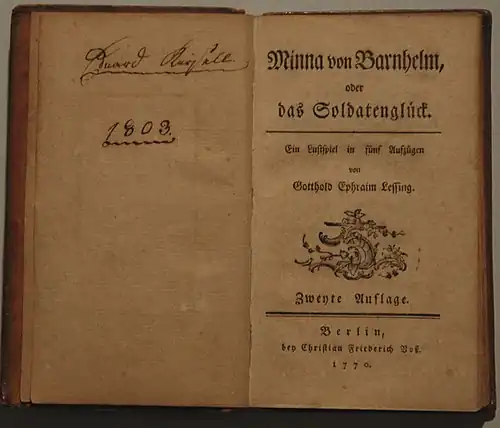 Eduard
1803.
Minna von Barnhelm,
oder
das Soldatenglück.
Ein Lustspiel in fünf Aufzügen
von
Gotthold Ephraim Lessing.
Zweyte Auflage.
Berlin,
bey Christian Friederich Voß.
1770.